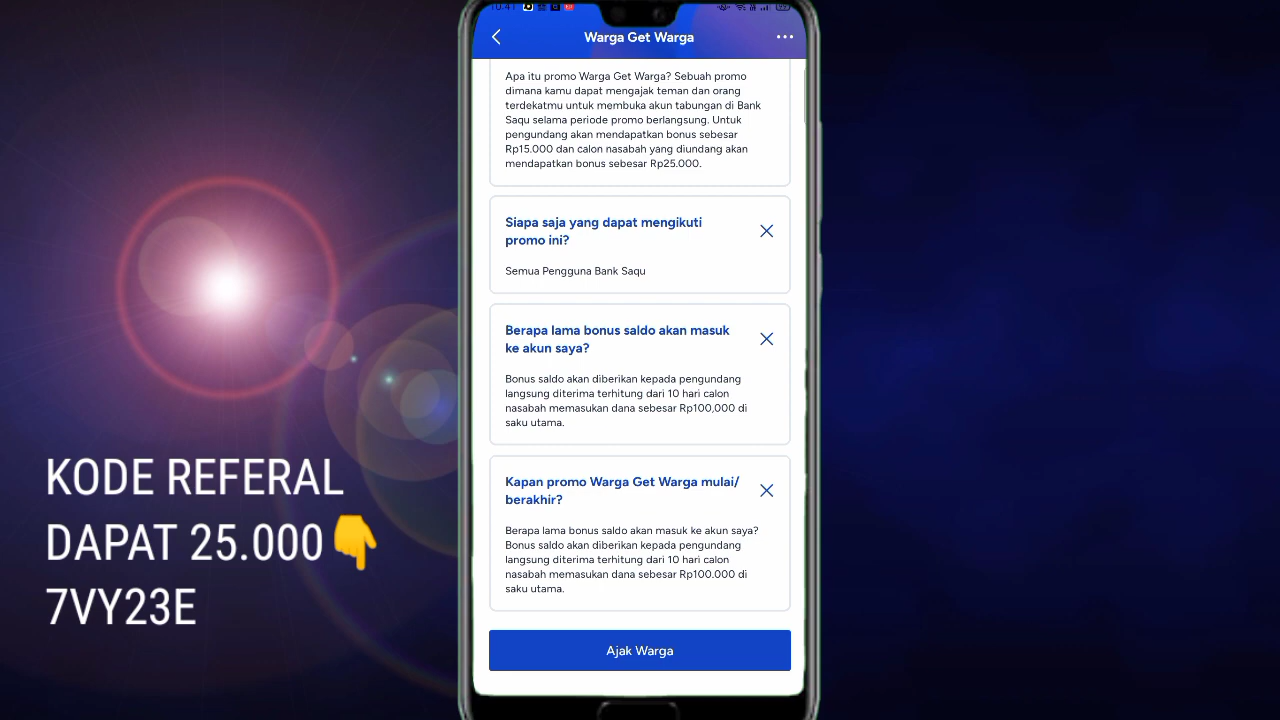 10:41
Warga Get Warga
Apa itu promo Warga Get Warga? Sebuah promo
dimana kamu dapat mengajak teman dan orang
terdekatmu untuk membuka akun tabungan di Bank
Saqu selama periode promo berlangsung. Untuk
pengundang akan mendapatkan bonus sebesar
Rp15.000 dan calon nasabah yang diundang akan
mendapatkan bonus sebesar Rp25.000.
Siapa saja yang dapat mengikuti
promo ini?
Semua Pengguna Bank Saqu
Berapa lama bonus saldo akan masuk
ke akun saya?
Bonus saldo akan diberikan kepada pengundang
langsung diterima terhitung dari 10 hari calon
nasabah memasukan dana sebesar Rp100,000 di
saku utama.
Kapan promo Warga Get Warga mulai/
berakhir?
Berapa lama bonus saldo akan masuk ke akun saya?
Bonus saldo akan diberikan kepada pengundang
langsung diterima terhitung dari 10 hari calon
nasabah memasukan dana sebesar Rp100.000 di
saku utama.
Ajak Warga
KODE REFERAL
DAPAT 25.000👇
7VY23E